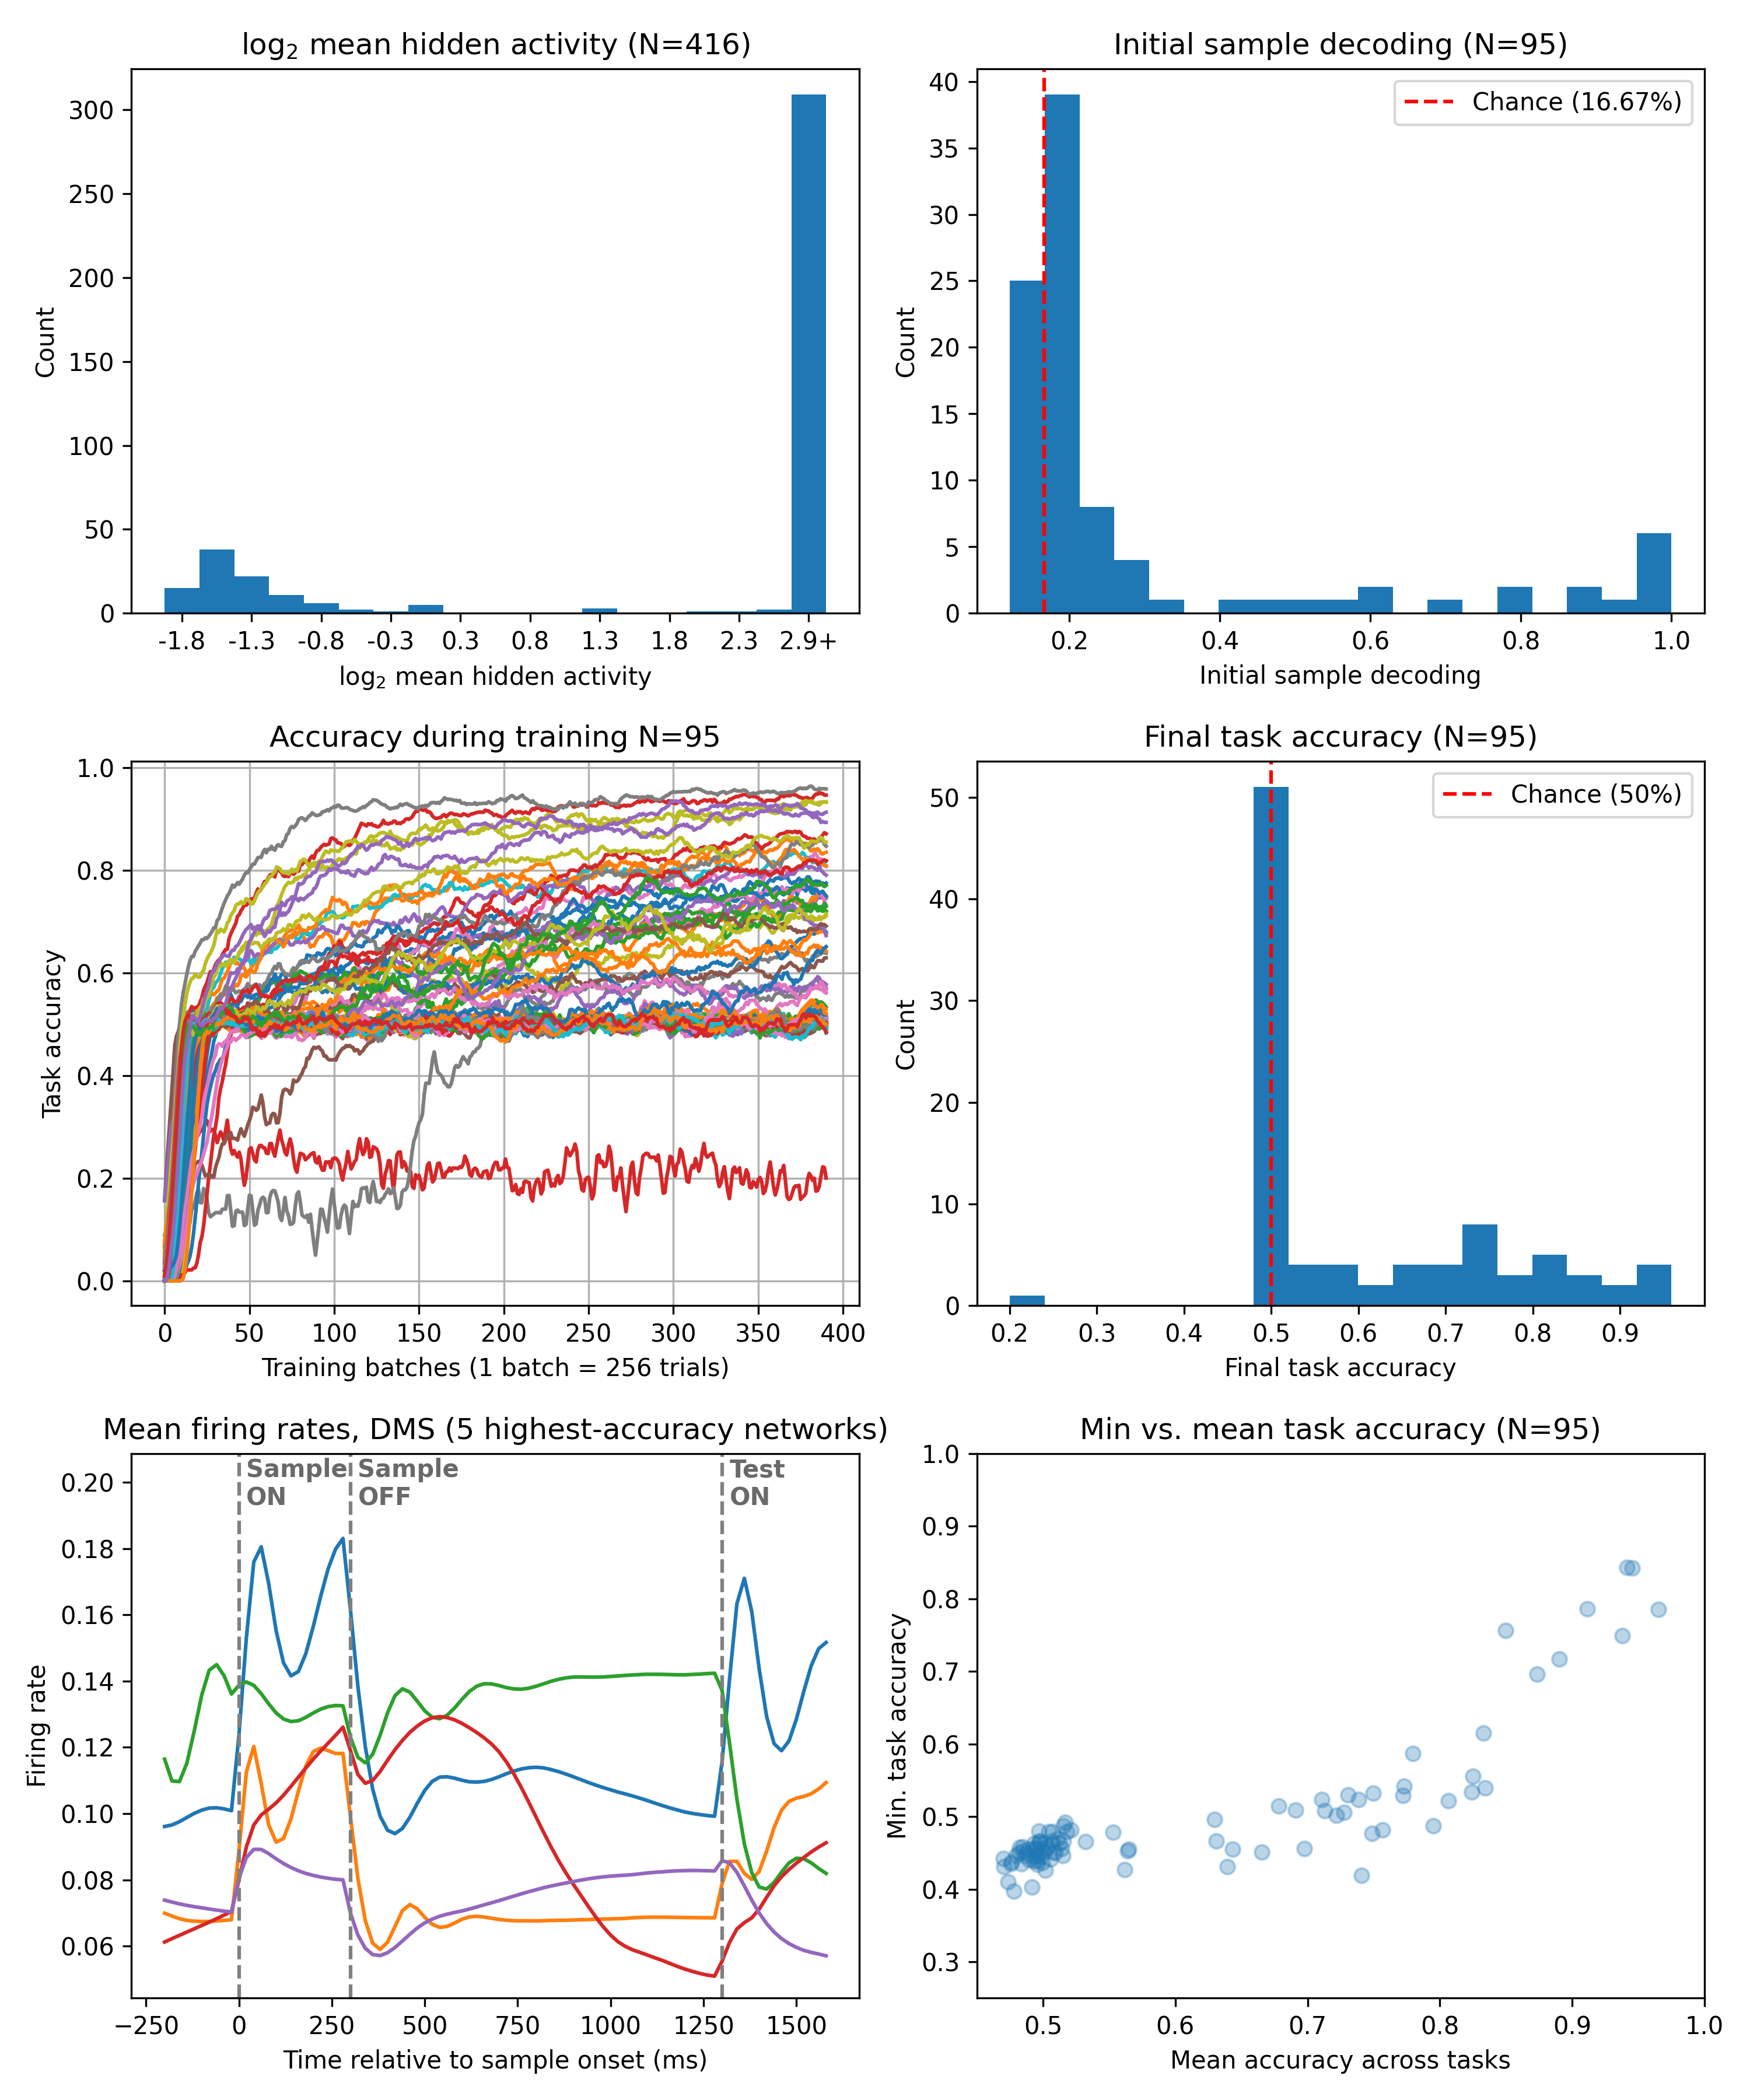 log₂ mean hidden activity (N=416)
300
250
200
150
100
50
0
Count
-1.8 -1.3 -0.8 -0.3 0.3 0.8 1.3 1.8 2.3 2.9+
log₂ mean hidden activity
Initial sample decoding (N=95)
Chance (16.67%)
40
35
30
25
20
15
10
5
0
Count
0.2 0.4 0.6 0.8 1.0
Initial sample decoding
Accuracy during training N=95
1.0
0.8
0.6
0.4
0.2
0.0
Task accuracy
0 50 100 150 200 250 300 350 400
Training batches (1 batch = 256 trials)
Final task accuracy (N=95)
Chance (50%)
50
40
30
20
10
0
Count
0.2 0.3 0.4 0.5 0.6 0.7 0.8 0.9
Final task accuracy
Mean firing rates, DMS (5 highest-accuracy networks)
Sample
ON
Sample
OFF
Test
ON
0.20
0.18
0.16
0.14
0.12
0.10
0.08
0.06
Firing rate
−250 0 250 500 750 1000 1250 1500
Time relative to sample onset (ms)
Min vs. mean task accuracy (N=95)
1.0
0.9
0.8
0.7
0.6
0.5
0.4
0.3
Min. task accuracy
0.5 0.6 0.7 0.8 0.9 1.0
Mean accuracy across tasks